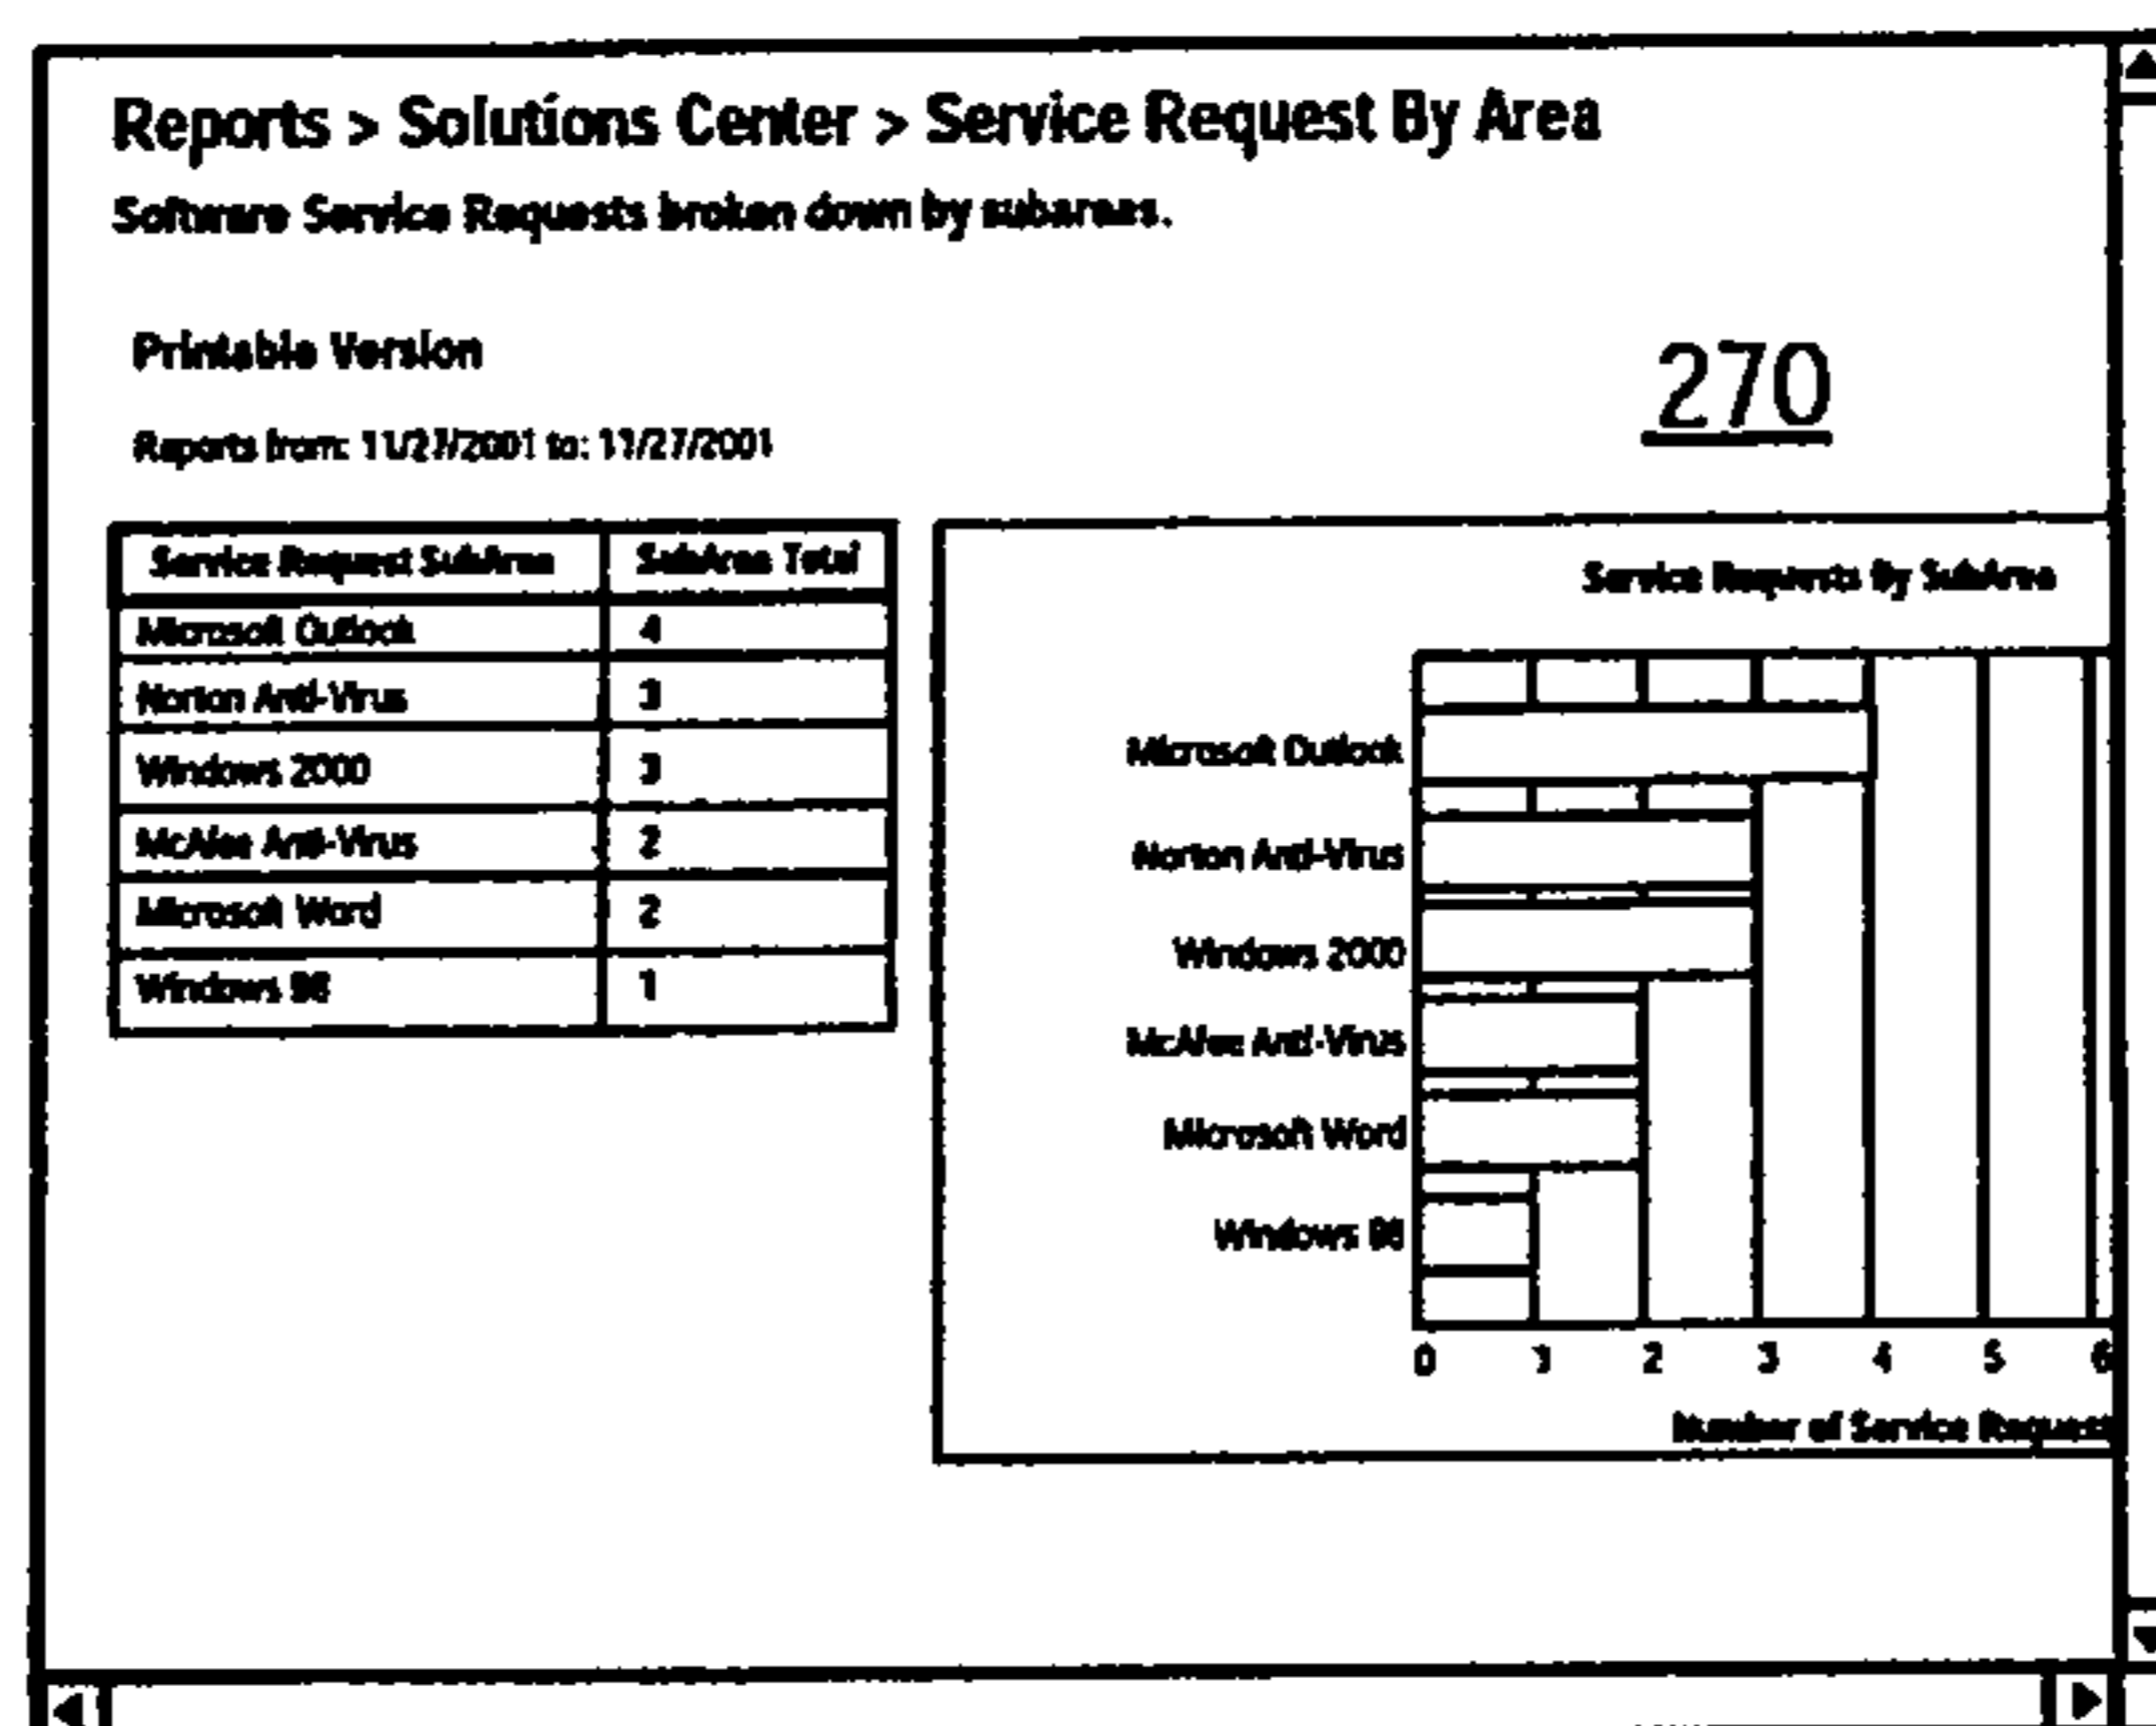 Reports > Solutions Center > Service Request By Area
Software Service Requests broken down by subareas.
Printable Version
270
Reports from: 11/27/2001 to: 11/27/2001
Service Request SubArea SubArea Total
Microsoft Outlook 4
Norton Anti-Virus 3
Windows 2000 3
McAfee Anti-Virus 2
Microsoft Word 2
Windows 98 1
Service Requests By SubArea
Microsoft Outlook
Norton Anti-Virus
Windows 2000
McAfee Anti-Virus
Microsoft Word
Windows 98
0 1 2 3 4 5 6
Number of Service Request